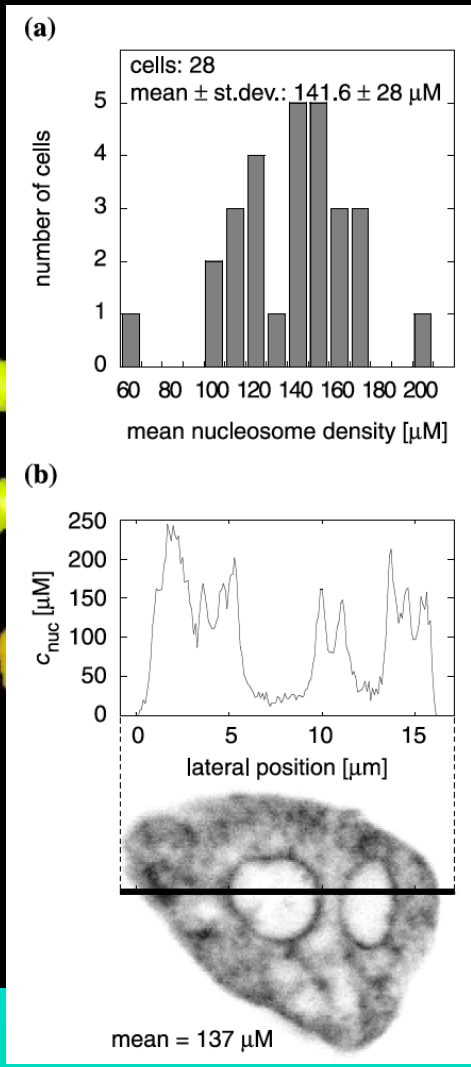 (a)
cells: 28
mean ± st.dev.: 141.6 ± 28 μM
5
4
3
2
1
0
number of cells
60 80 100 120 140 160 180 200
mean nucleosome density [μM]
(b)
250
200
150
100
50
0
c_nuc [μM]
0 5 10 15
lateral position [μm]
mean = 137 μM